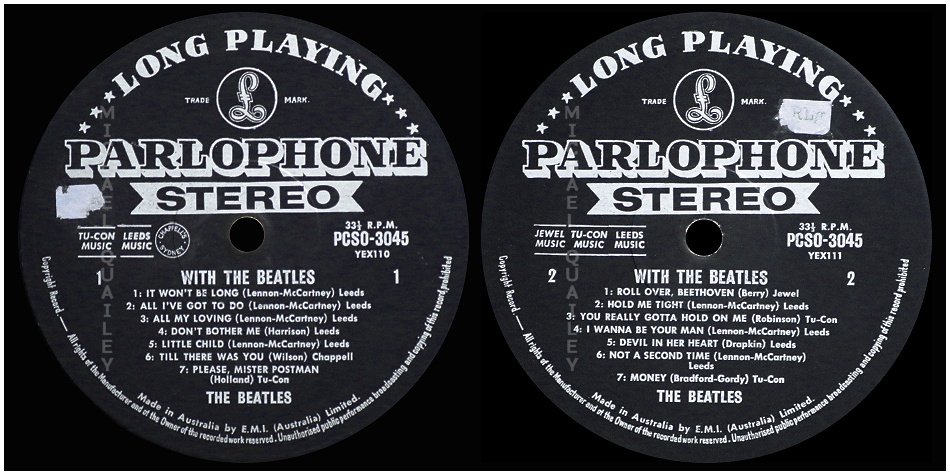 LONG PLAYING
TRADE £ MARK.
PARLOPHONE
STEREO
TU-CON MUSIC LEEDS MUSIC CHAPPELL'S SYDNEY
33⅓ R.P.M.
PCSO-3045
YEX110
1 WITH THE BEATLES 1
1: IT WON'T BE LONG (Lennon-McCartney) Leeds
2: ALL I'VE GOT TO DO (Lennon-McCartney) Leeds
3: ALL MY LOVING (Lennon-McCartney) Leeds
4: DON'T BOTHER ME (Harrison) Leeds
5: LITTLE CHILD (Lennon-McCartney) Leeds
6: TILL THERE WAS YOU (Wilson) Chappell
7: PLEASE, MISTER POSTMAN
(Holland) Tu-Con
THE BEATLES
Made in Australia by E.M.I. (Australia) Limited.
Copyright Record.— All rights of the Manufacturer and of the Owner of the recorded work reserved. Unauthorised public performance broadcasting and copying of this record prohibited
MICHAEL QUAILEY
LONG PLAYING
TRADE £ MARK.
PARLOPHONE
STEREO
JEWEL MUSIC TU-CON MUSIC LEEDS MUSIC
33⅓ R.P.M.
PCSO-3045
YEX111
2 WITH THE BEATLES 2
1: ROLL OVER, BEETHOVEN (Berry) Jewel
2: HOLD ME TIGHT (Lennon-McCartney) Leeds
3: YOU REALLY GOTTA HOLD ON ME (Robinson) Tu-Con
4: I WANNA BE YOUR MAN (Lennon-McCartney) Leeds
5: DEVIL IN HER HEART (Drapkin) Leeds
6: NOT A SECOND TIME (Lennon-McCartney)
Leeds
7: MONEY (Bradford-Gordy) Tu-Con
THE BEATLES
Made in Australia by E.M.I. (Australia) Limited.
Copyright Record.— All rights of the Manufacturer and of the Owner of the recorded work reserved. Unauthorised public performance broadcasting and copying of this record prohibited
MICHAEL QUAILEY